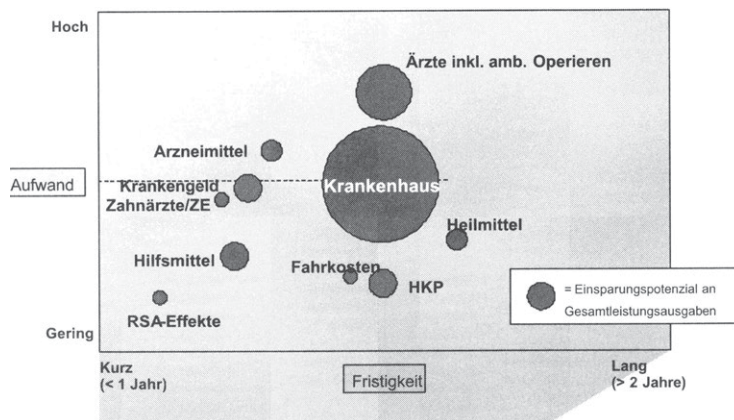 Hoch
Ärzte inkl. amb. Operieren
Arzneimittel
Aufwand
Krankengeld
Krankenhaus
Zahnärzte/ZE
Heilmittel
Hilfsmittel
Fahrkosten
HKP
= Einsparungspotenzial an
Gesamtleistungsausgaben
RSA-Effekte
Gering
Kurz
(< 1 Jahr)
Fristigkeit
Lang
(> 2 Jahre)